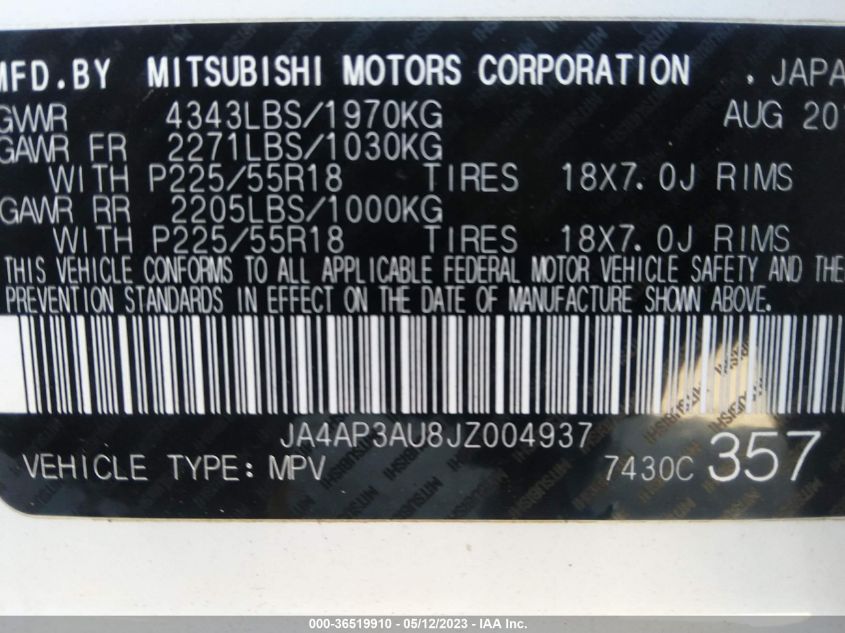 MFD.BY MITSUBISHI MOTORS CORPORATION . JAPA
GVWR 4343LBS/1970KG AUG 201
GAWR FR 2271LBS/1030KG
WITH P225/55R18 TIRES 18X7.0J RIMS
GAWR RR 2205LBS/1000KG
WITH P225/55R18 TIRES 18X7.0J RIMS
THIS VEHICLE CONFORMS TO ALL APPLICABLE FEDERAL MOTOR VEHICLE SAFETY AND THE
PREVENTION STANDARDS IN EFFECT ON THE DATE OF MANUFACTURE SHOWN ABOVE.
JA4AP3AU8JZ004937
VEHICLE TYPE: MPV 7430C 357
000-36519910 - 05/12/2023 - IAA Inc.